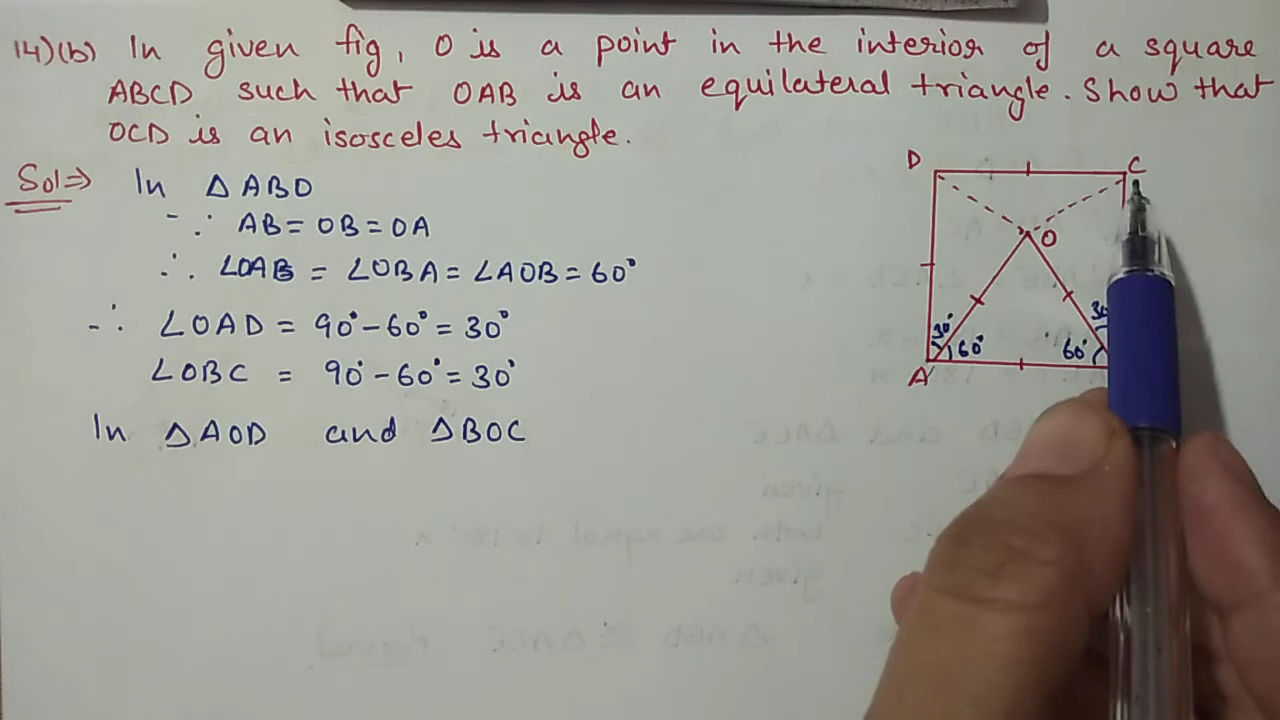 14)(b) In given fig, O is a point in the interior of a square
ABCD such that OAB is an equilateral triangle. Show that
OCD is an isosceles triangle.
Sol⇒ In △ABO
∵ AB = OB = OA
∴ ∠OAB = ∠OBA = ∠AOB = 60°
∴ ∠OAD = 90° - 60° = 30°
∠OBC = 90° - 60° = 30°
In △AOD and △BOC
D
C
O
30°
60°
60°
30
A